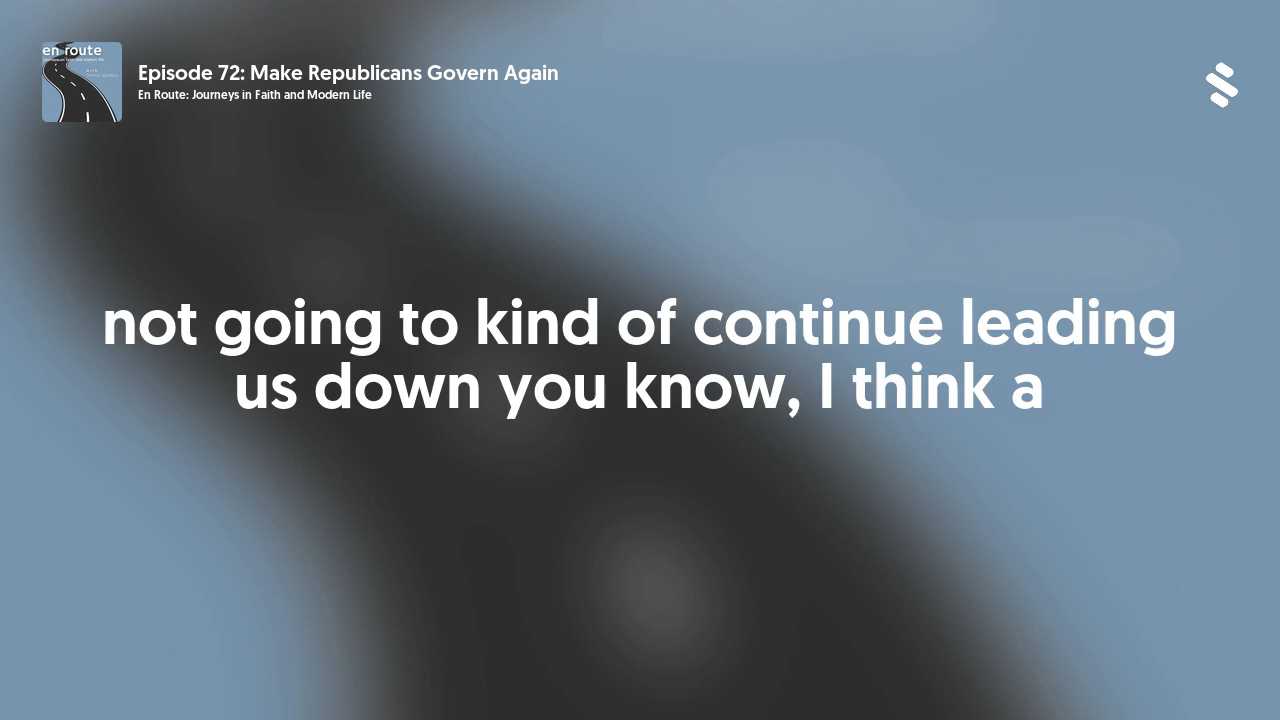 en route
Episode 72: Make Republicans Govern Again
En Route: Journeys in Faith and Modern Life
not going to kind of continue leading
us down you know, I think a